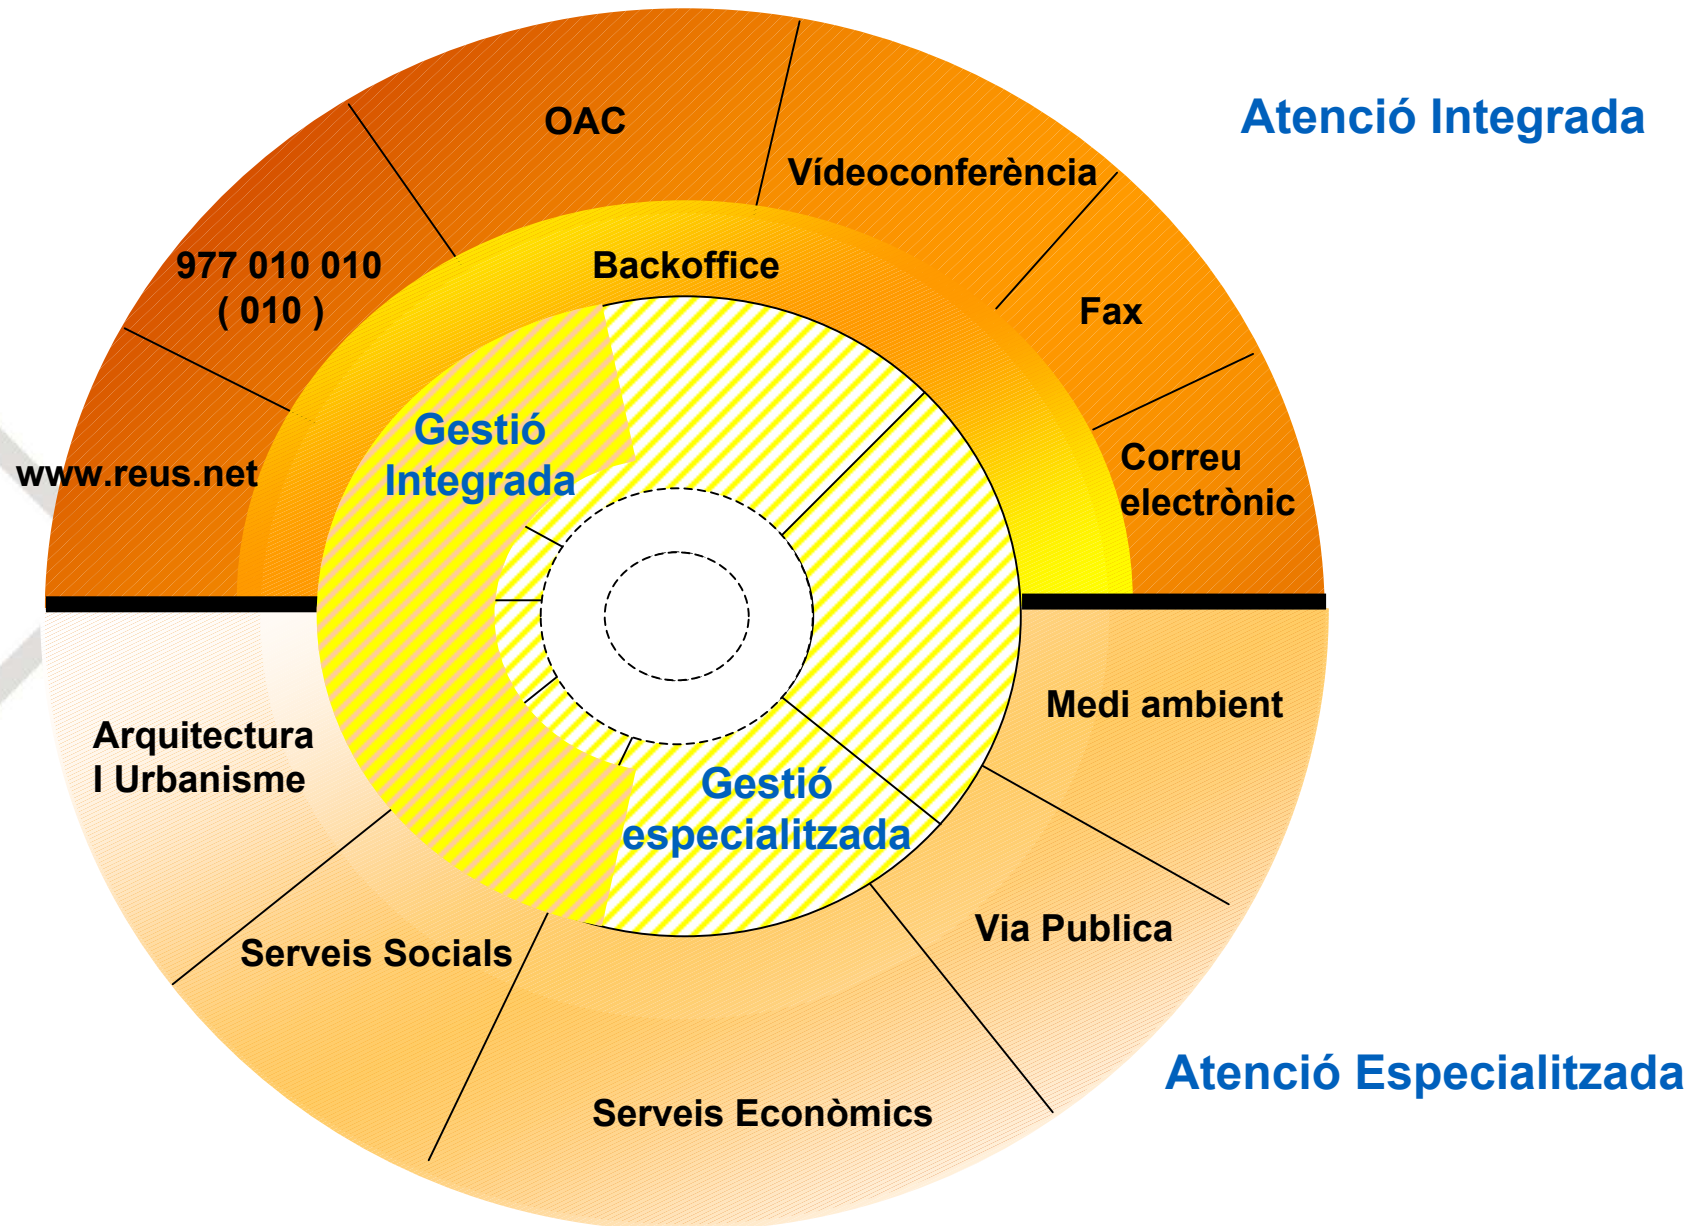 OAC
Atenció Integrada
Vídeoconferència
977 010 010
( 010 )
Backoffice
Fax
Gestió
Integrada
www.reus.net
Correu
electrònic
Medi ambient
Arquitectura
I Urbanisme
Gestió
especialitzada
Via Publica
Serveis Socials
Atenció Especialitzada
Serveis Econòmics